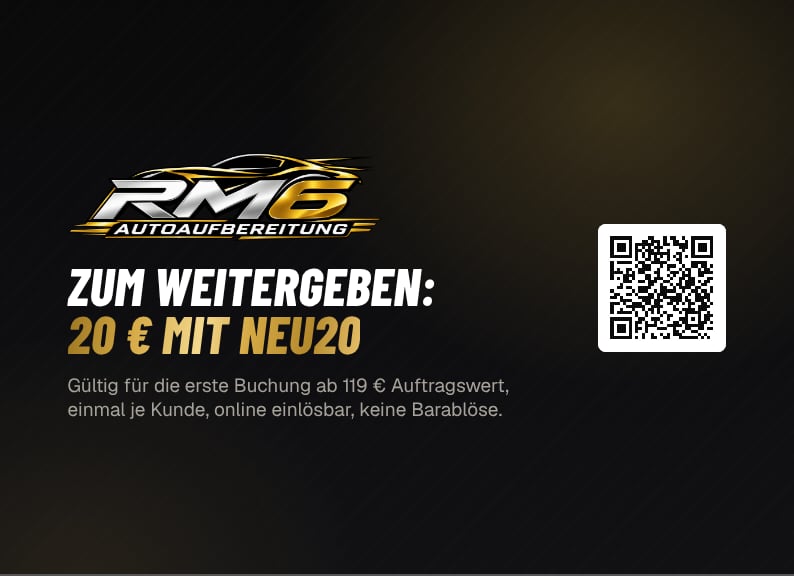 RM6
AUTOAUFBEREITUNG
ZUM WEITERGEBEN:
20 € MIT NEU20
Gültig für die erste Buchung ab 119 € Auftragswert,
einmal je Kunde, online einlösbar, keine Barablöse.